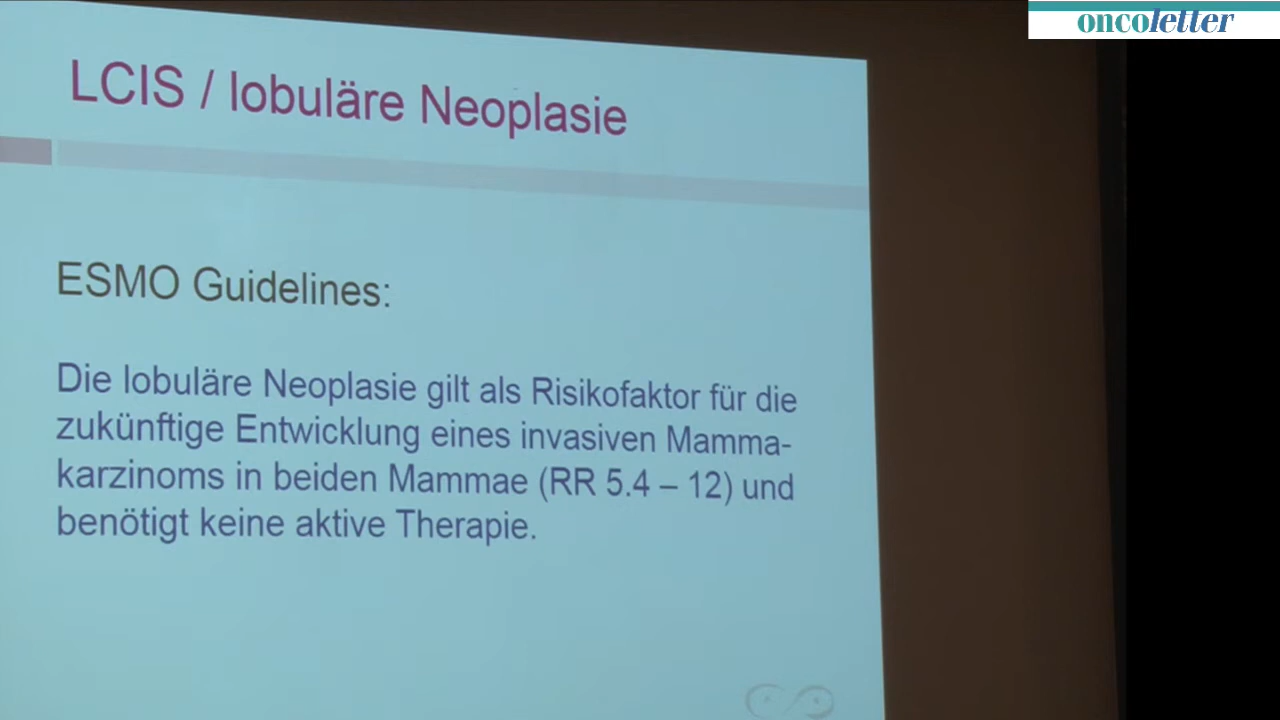 oncoletter
LCIS / lobuläre Neoplasie
ESMO Guidelines:
Die lobuläre Neoplasie gilt als Risikofaktor für die
zukünftige Entwicklung eines invasiven Mamma-
karzinoms in beiden Mammae (RR 5.4 – 12) und
benötigt keine aktive Therapie.